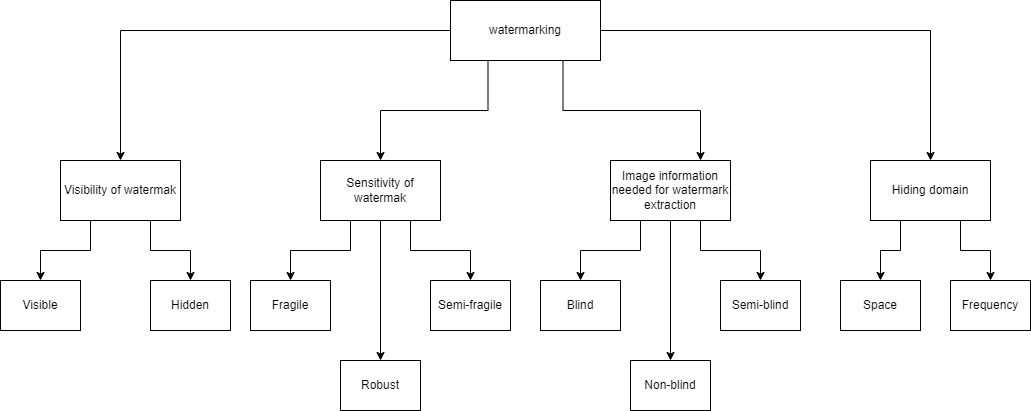 watermarking
Visibility of watermak
Sensitivity of
watermak
Image information
needed for watermark
extraction
Hiding domain
Visible
Hidden
Fragile
Semi-fragile
Blind
Semi-blind
Space
Frequency
Robust
Non-blind